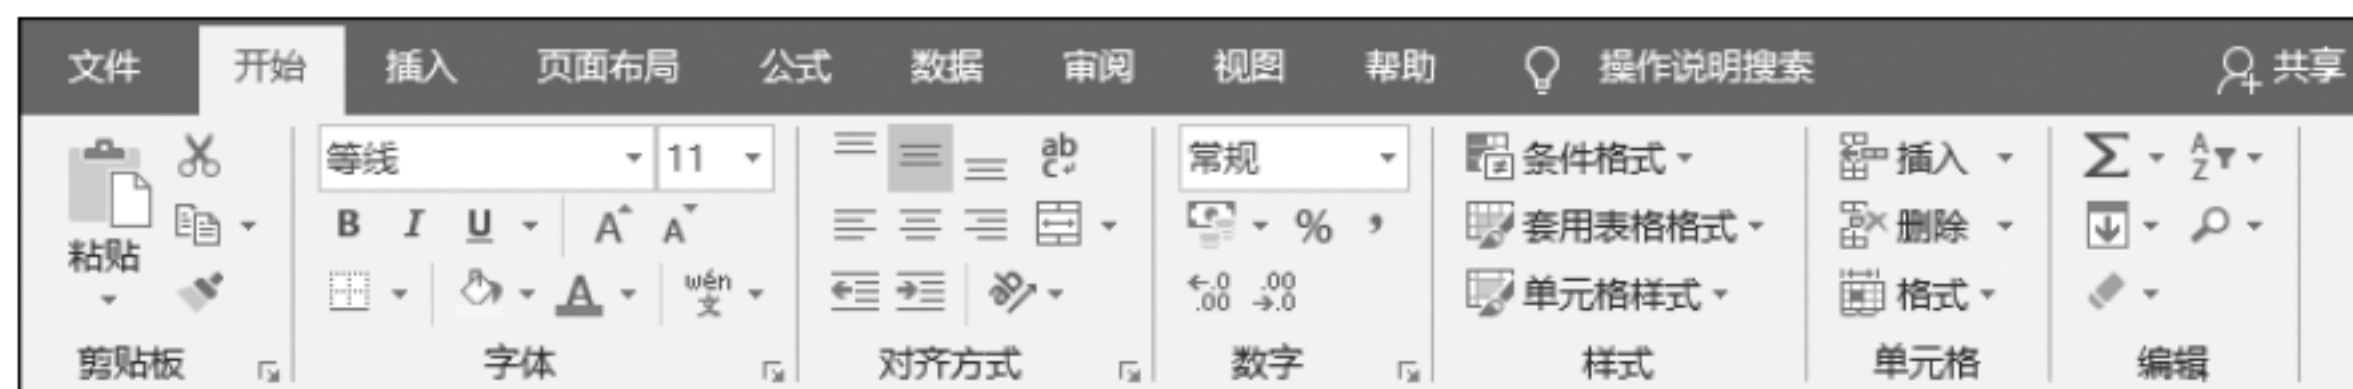 文件 开始 插入 页面布局 公式 数据 审阅 视图 帮助 操作说明搜索 共享
等线 11 ab c 常规 条件格式 插入 Σ A Z
粘贴 B I U A A % , 套用表格格式 删除
A wén 文 ab .0 .00 .00 .0 单元格样式 格式
剪贴板 字体 对齐方式 数字 样式 单元格 编辑